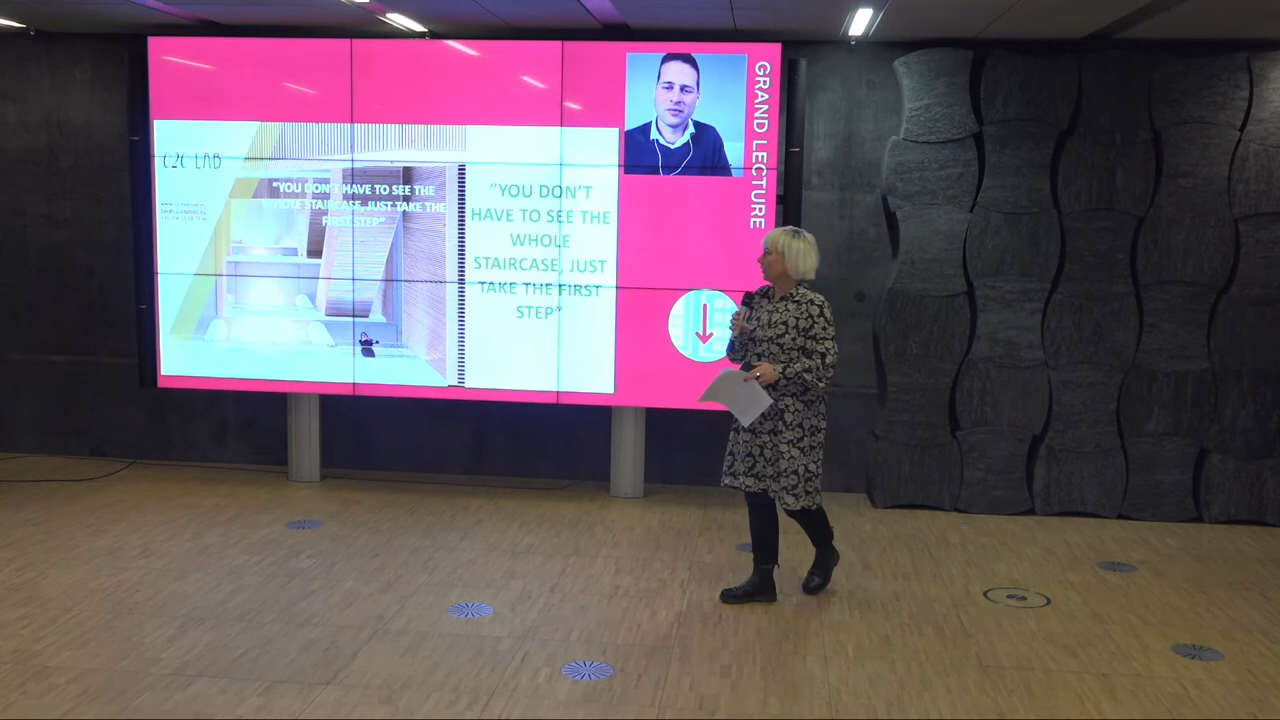 C2C LAB
"YOU DON'T HAVE TO SEE THE
WHOLE STAIRCASE, JUST TAKE THE
FIRST STEP"
"YOU DON'T
HAVE TO SEE THE
WHOLE
STAIRCASE, JUST
TAKE THE FIRST
STEP"
GRAND LECTURE